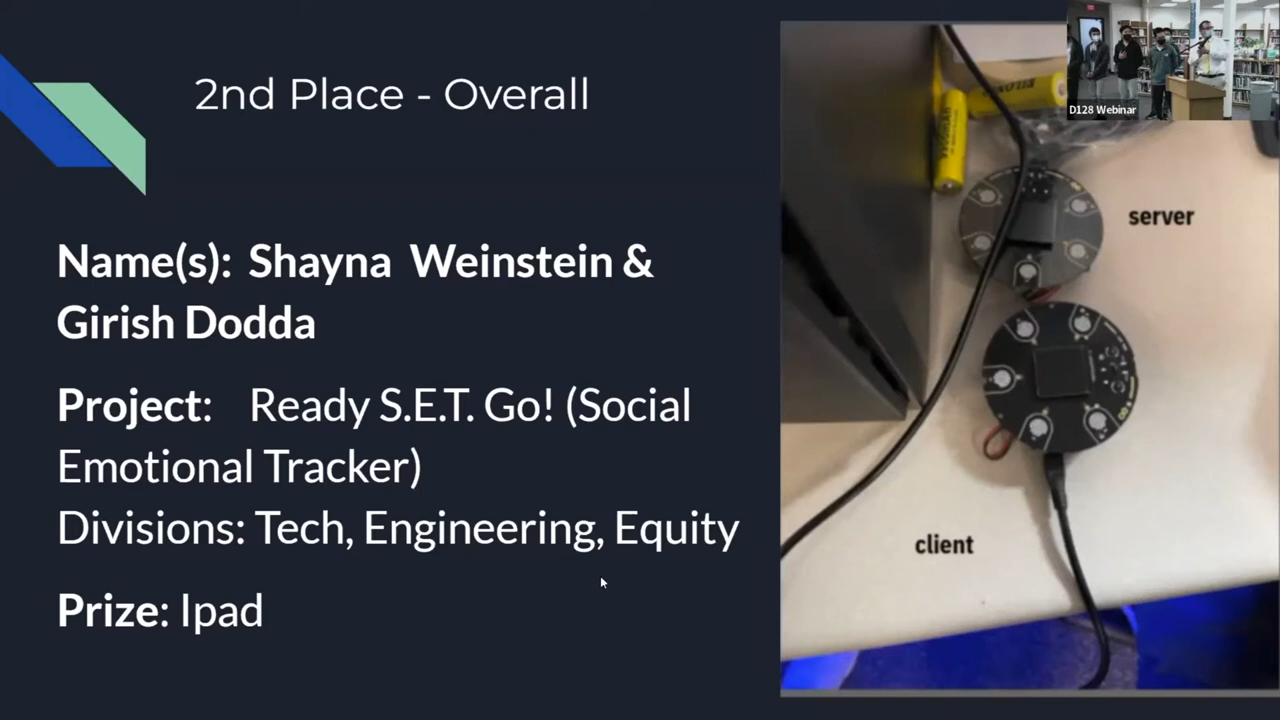 2nd Place - Overall
Name(s): Shayna Weinstein &
Girish Dodda
Project: Ready S.E.T. Go! (Social
Emotional Tracker)
Divisions: Tech, Engineering, Equity
Prize: Ipad
server
client
D128 Webinar